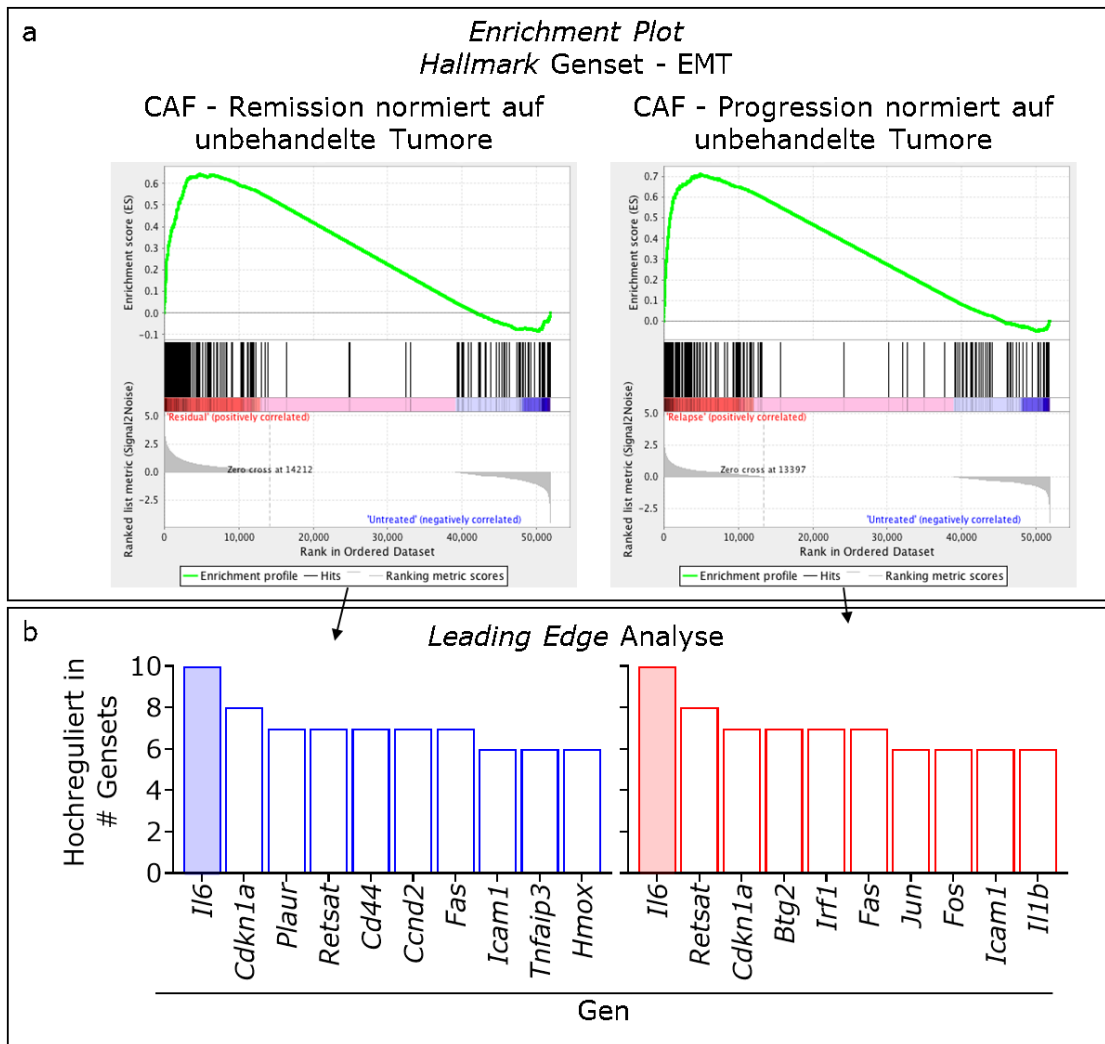 a
Enrichment Plot
Hallmark Genset - EMT
CAF - Remission normiert auf
unbehandelte Tumore
CAF - Progression normiert auf
unbehandelte Tumore
Enrichment score (ES)
0.6
0.5
0.4
0.3
0.2
0.1
0.0
-0.1
Ranked list metric (Signal2Noise)
5.0
2.5
0.0
-2.5
'Residual' (positively correlated)
Zero cross at 14212
'Untreated' (negatively correlated)
0 10,000 20,000 30,000 40,000 50,000
Rank in Ordered Dataset
Enrichment profile Hits Ranking metric scores
Enrichment score (ES)
0.7
0.6
0.5
0.4
0.3
0.2
0.1
0.0
Ranked list metric (Signal2Noise)
5.0
2.5
0.0
-2.5
'Relapse' (positively correlated)
Zero cross at 13397
'Untreated' (negatively correlated)
0 10,000 20,000 30,000 40,000 50,000
Rank in Ordered Dataset
Enrichment profile Hits Ranking metric scores
b
Leading Edge Analyse
Hochreguliert in
# Gensets
10
8
6
4
2
0
Il6 Cdkn1a Plaur Retsat Cd44 Ccnd2 Fas Icam1 Tnfaip3 Hmox
Il6 Retsat Cdkn1a Btg2 Irf1 Fas Jun Fos Icam1 Il1b
Gen